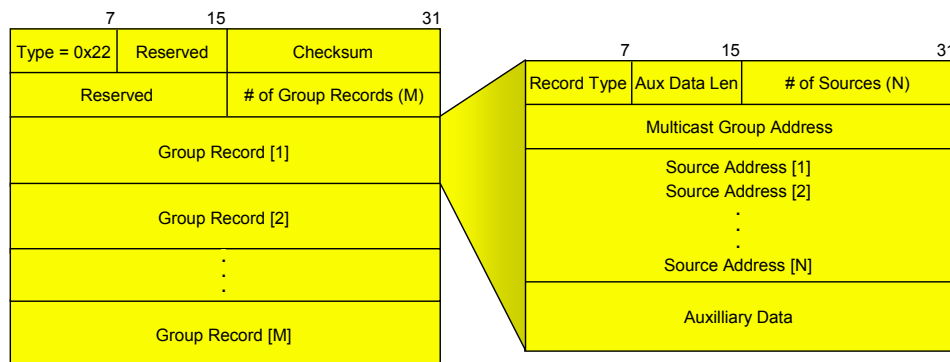 7 15 31
Type = 0x22 Reserved Checksum
Reserved # of Group Records (M)
Group Record [1]
Group Record [2]
.
.
.
Group Record [M]
7 15 31
Record Type Aux Data Len # of Sources (N)
Multicast Group Address
Source Address [1]
Source Address [2]
.
.
.
Source Address [N]
Auxilliary Data